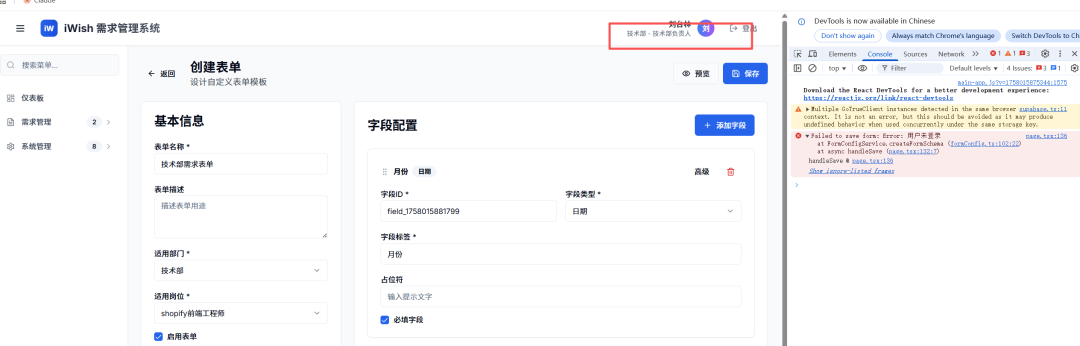 Claude
iW iWish 需求管理系统
刘台林
技术部 · 技术部负责人
刘
登出
搜索菜单...
仪表板
需求管理 2
系统管理 8
返回
创建表单
设计自定义表单模板
预览
保存
基本信息
表单名称 *
技术部需求表单
表单描述
描述表单用途
适用部门 *
技术部
适用岗位 *
shopify前端工程师
启用表单
字段配置
+ 添加字段
月份 日期
高级
字段ID *
field_1758015881799
字段类型 *
日期
字段标签 *
月份
占位符
输入提示文字
必填字段
DevTools is now available in Chinese
Don't show again
Always match Chrome's language
Switch DevTools to Ch
Elements Console Sources Network 1 1 3
top Filter Default levels 4 Issues: 3 1
main-app.js?v=1758015875344:1575
Download the React DevTools for a better development experience:
https://reactjs.org/link/react-devtools
Multiple GoTrueClient instances detected in the same browser supabase.ts:11
context. It is not an error, but this should be avoided as it may produce
undefined behavior when used concurrently under the same storage key.
Failed to save form: Error: 用户未登录 page.tsx:136
at FormConfigService.createFormSchema (formConfig.ts:102:22)
at async handleSave (page.tsx:132:7)
handleSave @ page.tsx:136
Show ignore-listed frames